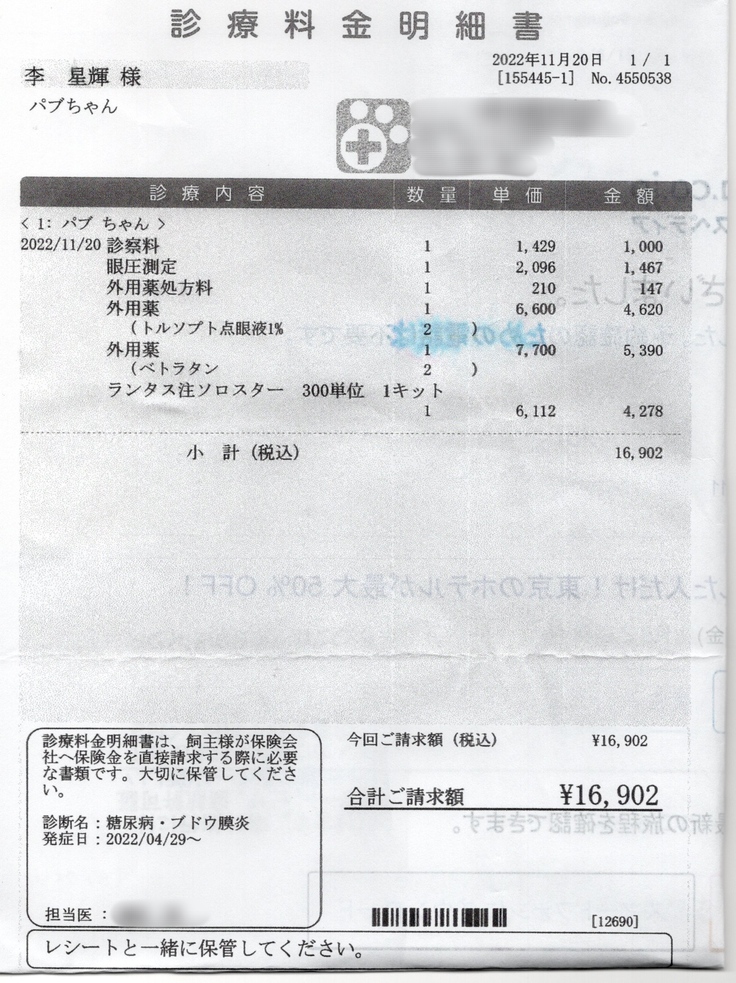 診療料金明細書
2022年11月20日 1 / 1
李 星輝 様
[155445-1] No. 4550538
パブちゃん
診療内容 数量 単価 金額
< 1: パブ ちゃん >
2022/11/20 診察料 1 1,429 1,000
眼圧測定 1 2,096 1,467
外用薬処方料 1 210 147
外用薬 1 6,600 4,620
(トルソプト点眼液1% 2 )
外用薬 1 7,700 5,390
(ベトラタン 2 )
ランタス注ソロスター 300単位 1キット
1 6,112 4,278
小 計 (税込) 16,902
診療料金明細書は、飼主様が保険会
社へ保険金を直接請求する際に必要
な書類です。大切に保管してくださ
い。
診断名:糖尿病・ブドウ膜炎
発症日:2022/04/29~
担当医:
今回ご請求額 (税込) ¥16,902
合計ご請求額 ¥16,902
[12690]
レシートと一緒に保管してください。